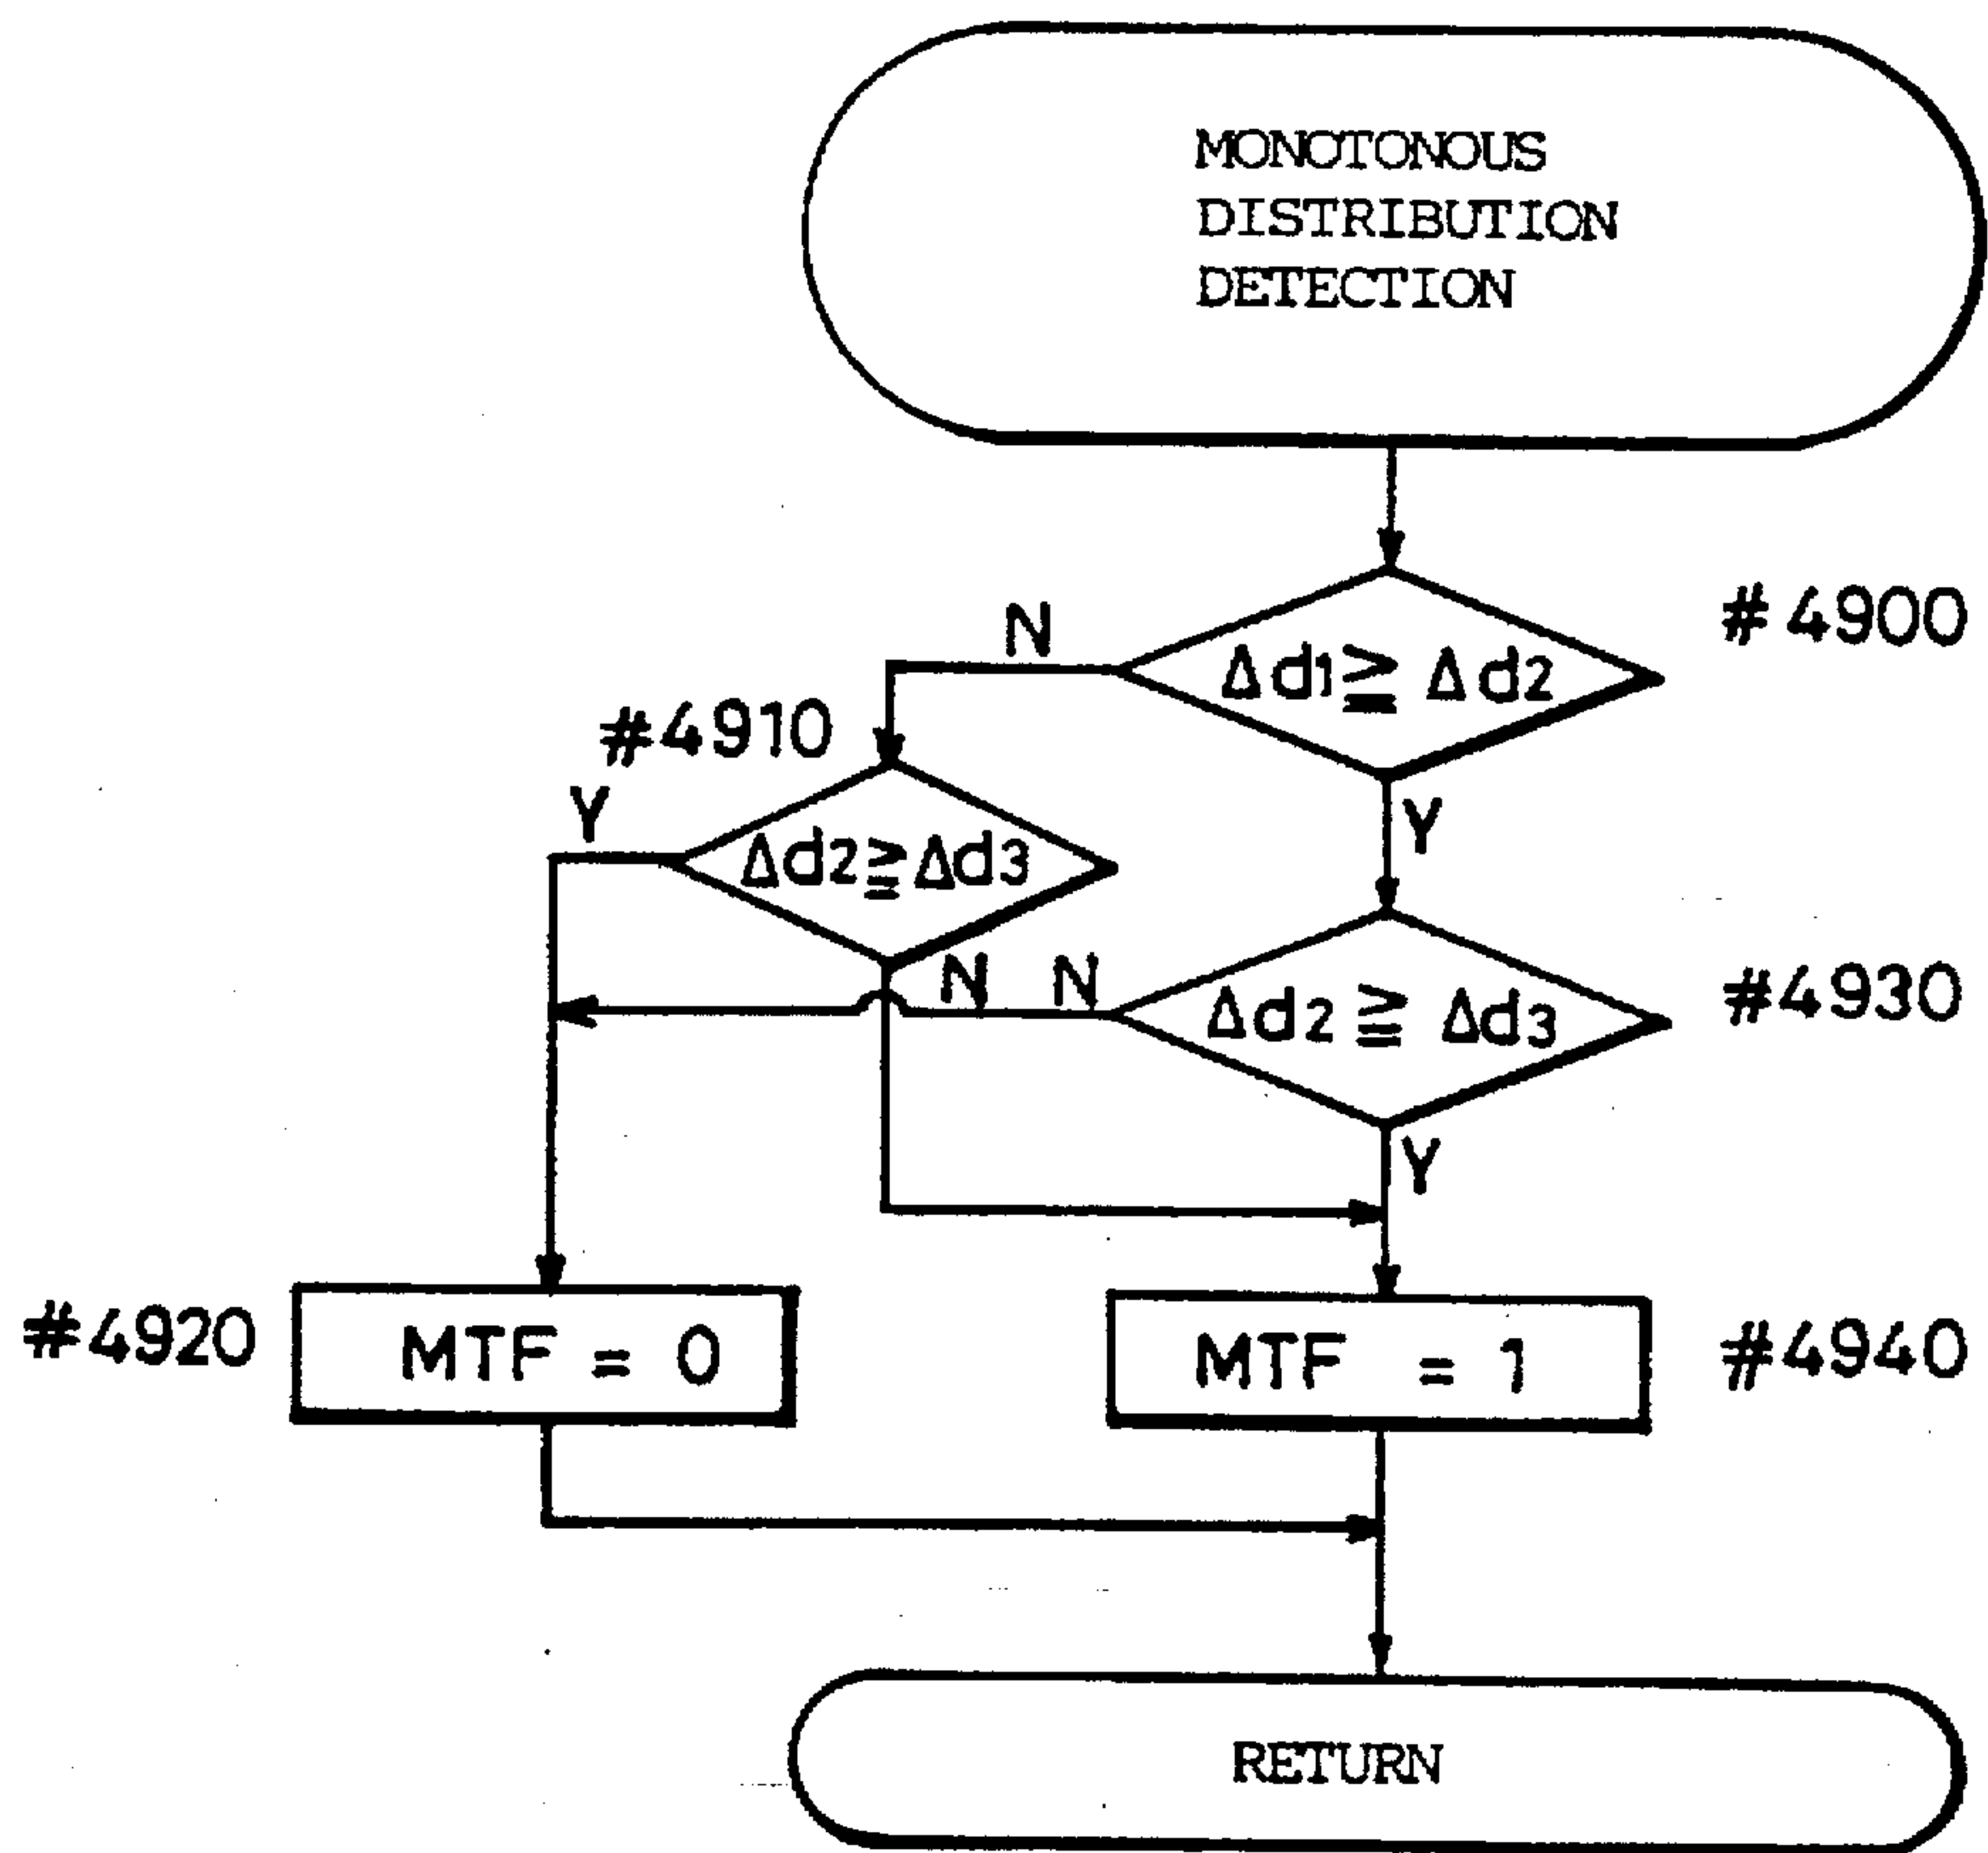 MONOTONOUS
DISTRIBUTION
DETECTION
#4900
N
Δd1≧Δd2
#4910
Y
Y
Δd2≧Δd3
N
N
#4930
Δd2≧Δd3
Y
#4920
MTF = 0
MTF = 1
#4940
RETURN